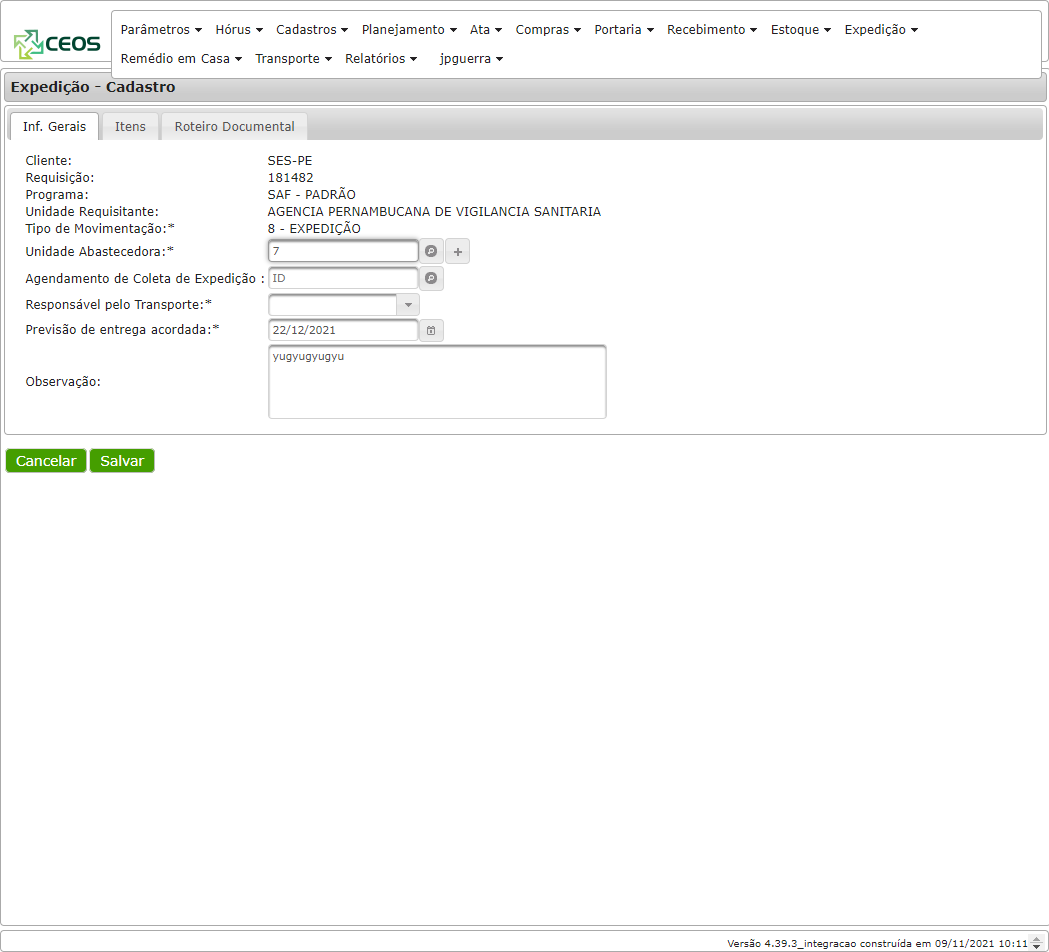 CEOS
Parâmetros Hórus Cadastros Planejamento Ata Compras Portaria Recebimento Estoque Expedição
Remédio em Casa Transporte Relatórios jpguerra
Expedição - Cadastro
Inf. Gerais Itens Roteiro Documental
Cliente: SES-PE
Requisição: 181482
Programa: SAF - PADRÃO
Unidade Requisitante: AGENCIA PERNAMBUCANA DE VIGILANCIA SANITARIA
Tipo de Movimentação:* 8 - EXPEDIÇÃO
Unidade Abastecedora:* 7
Agendamento de Coleta de Expedição : ID
Responsável pelo Transporte:*
Previsão de entrega acordada:* 22/12/2021
Observação: yugyugyugyu
Cancelar Salvar
Versão 4.39.3_integracao construída em 09/11/2021 10:11